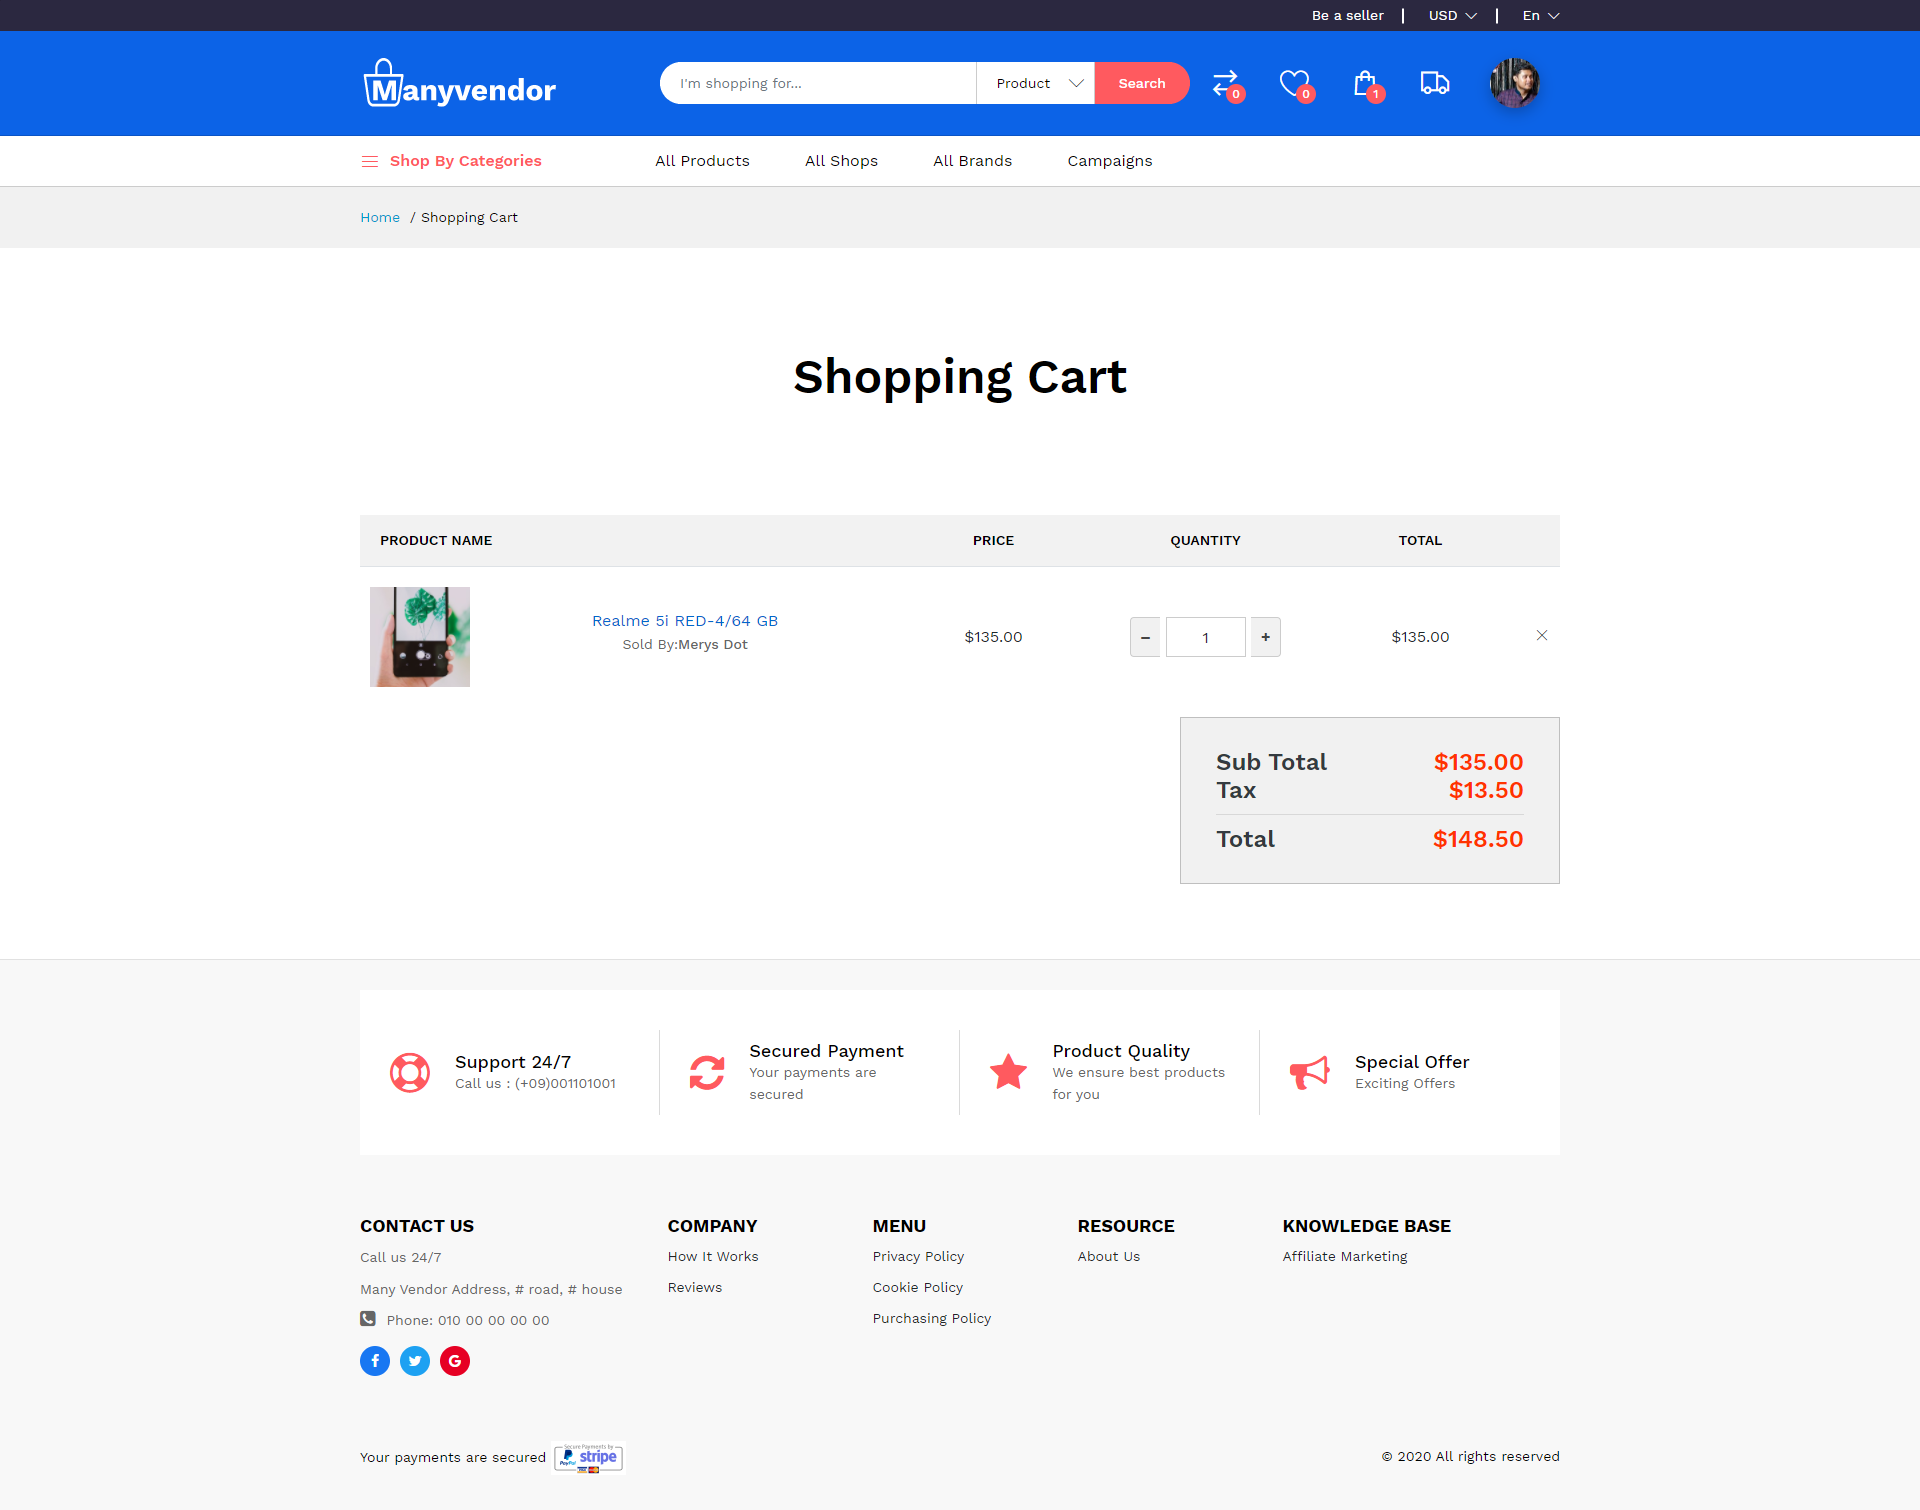 Be a seller | USD | En
Manyvendor
I'm shopping for... Product Search 0 0 1
Shop By Categories All Products All Shops All Brands Campaigns
Home / Shopping Cart
Shopping Cart
PRODUCT NAME PRICE QUANTITY TOTAL
Realme 5i RED-4/64 GB
Sold By:Merys Dot
$135.00 – 1 + $135.00
Sub Total $135.00
Tax $13.50
Total $148.50
Support 24/7
Call us : (+09)001101001
Secured Payment
Your payments are
secured
Product Quality
We ensure best products
for you
Special Offer
Exciting Offers
CONTACT US
Call us 24/7
Many Vendor Address, # road, # house
Phone: 010 00 00 00 00
COMPANY
How It Works
Reviews
MENU
Privacy Policy
Cookie Policy
Purchasing Policy
RESOURCE
About Us
KNOWLEDGE BASE
Affiliate Marketing
Your payments are secured
Secure Payments by
PayPal stripe
© 2020 All rights reserved